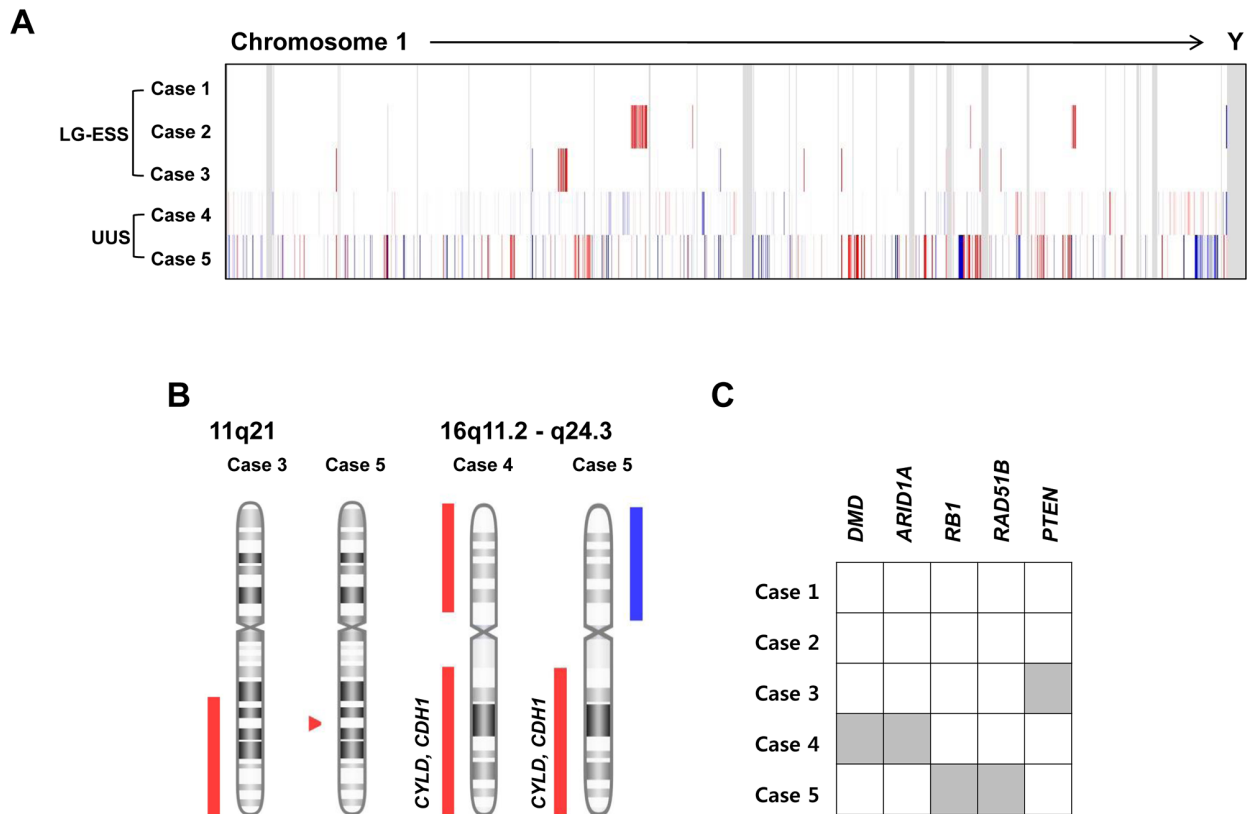 A
Chromosome 1
Y
Case 1
LG-ESS
Case 2
Case 3
Case 4
UUS
Case 5
B
11q21
16q11.2 - q24.3
Case 3
Case 5
Case 4
Case 5
CYLD, CDH1
CYLD, CDH1
C
DMD
ARID1A
RB1
RAD51B
PTEN
Case 1
Case 2
Case 3
Case 4
Case 5